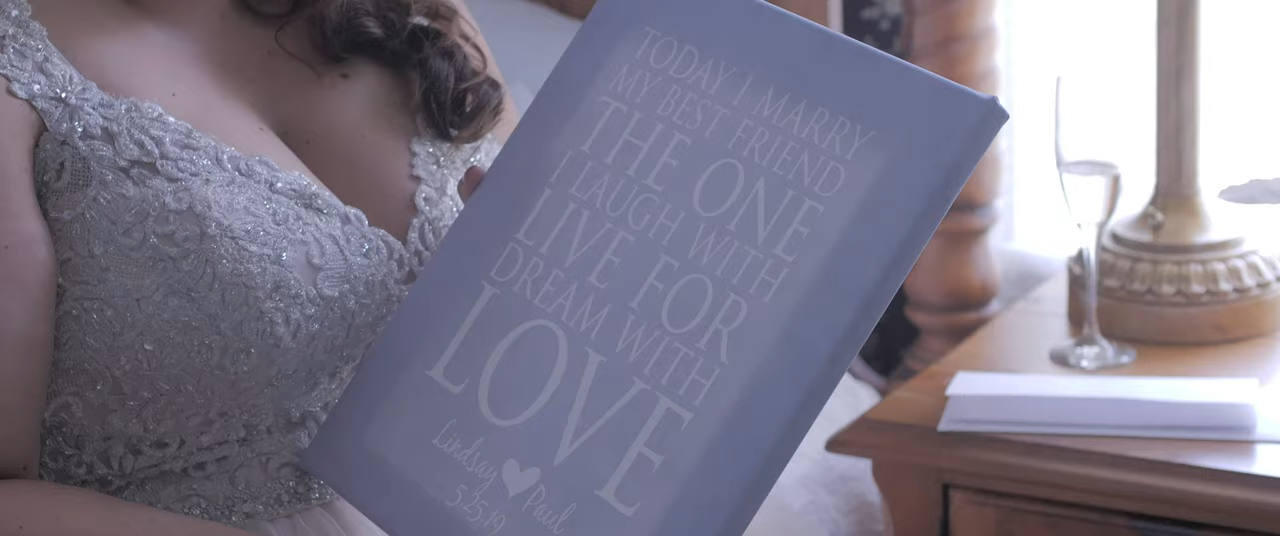 TODAY I MARRY
MY BEST FRIEND
THE ONE
I LAUGH WITH
LIVE FOR
DREAM WITH
LOVE
Lindsay ♥ Paul
5·25·19